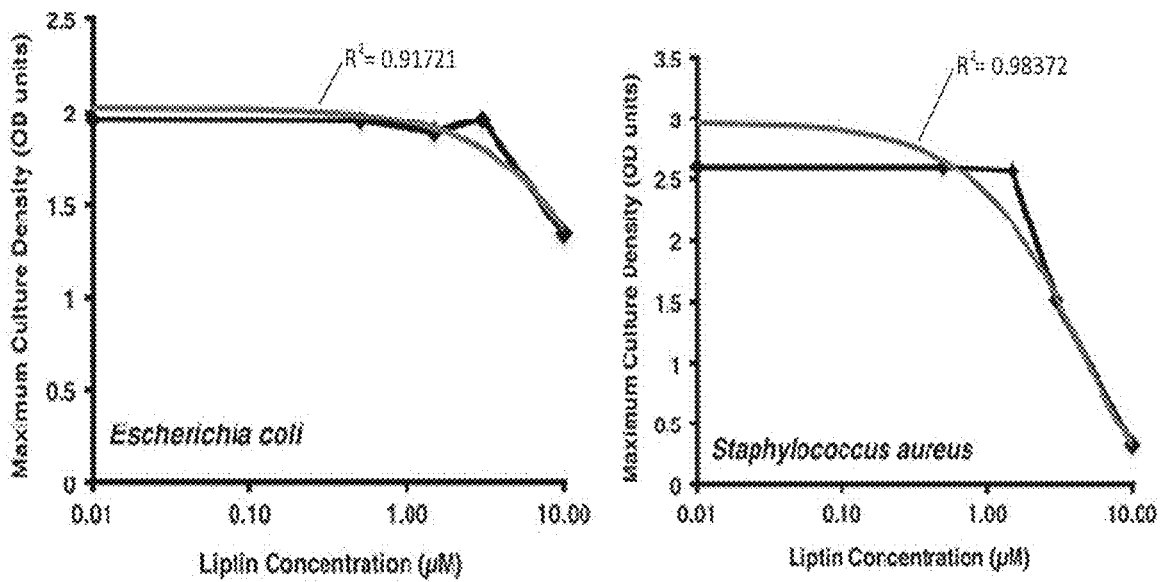 Maximum Culture Density (OD units)
2.5
2
1.5
1
0.5
0
R²= 0.91721
Escherichia coli
0.01 0.10 1.00 10.00
Liptin Concentration (µM)
Maximum Culture Density (OD units)
3.5
3
2.5
2
1.5
1
0.5
0
R²= 0.98372
Staphylococcus aureus
0.01 0.10 1.00 10.00
Liptin Concentration (µM)